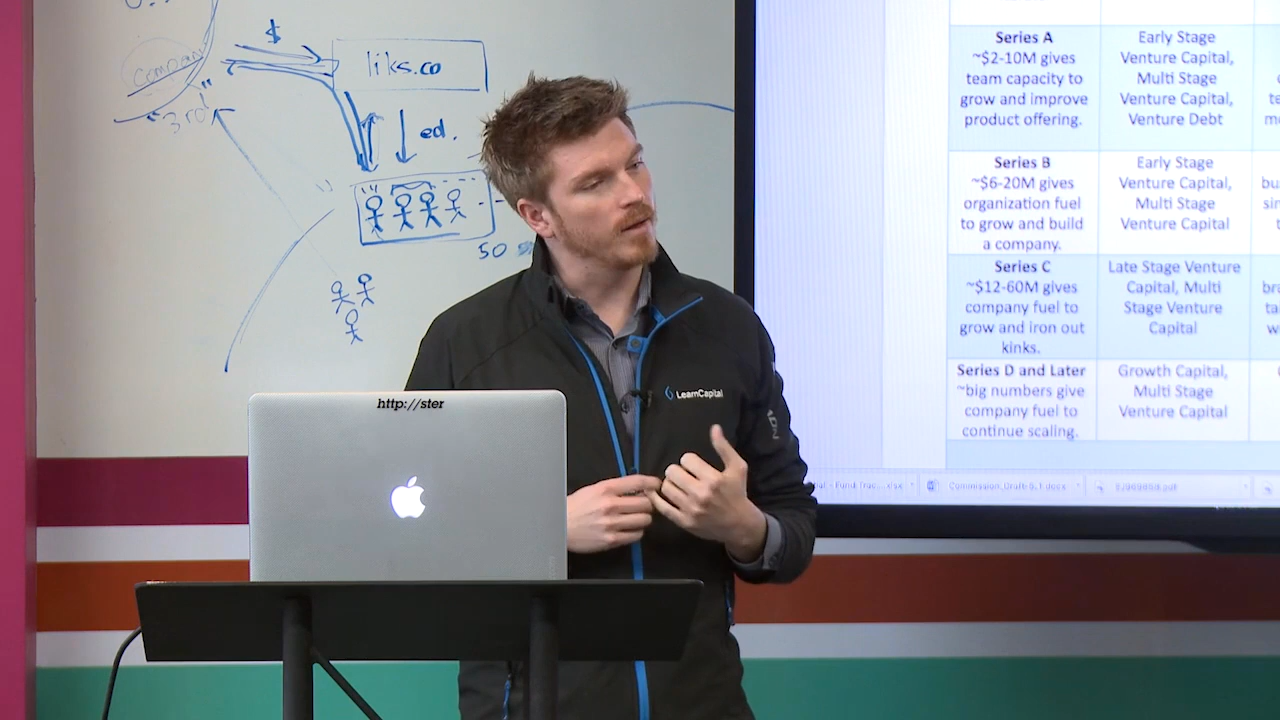 $
company
liks.co
"3rd"
ed.
50
http://ster
LearnCapital
Series A
~$2-10M gives
team capacity to
grow and improve
product offering.
Early Stage
Venture Capital,
Multi Stage
Venture Capital,
Venture Debt
Series B
~$6-20M gives
organization fuel
to grow and build
a company.
Early Stage
Venture Capital,
Multi Stage
Venture Capital
Series C
~$12-60M gives
company fuel to
grow and iron out
kinks.
Late Stage Venture
Capital, Multi
Stage Venture
Capital
Series D and Later
~big numbers give
company fuel to
continue scaling.
Growth Capital,
Multi Stage
Venture Capital